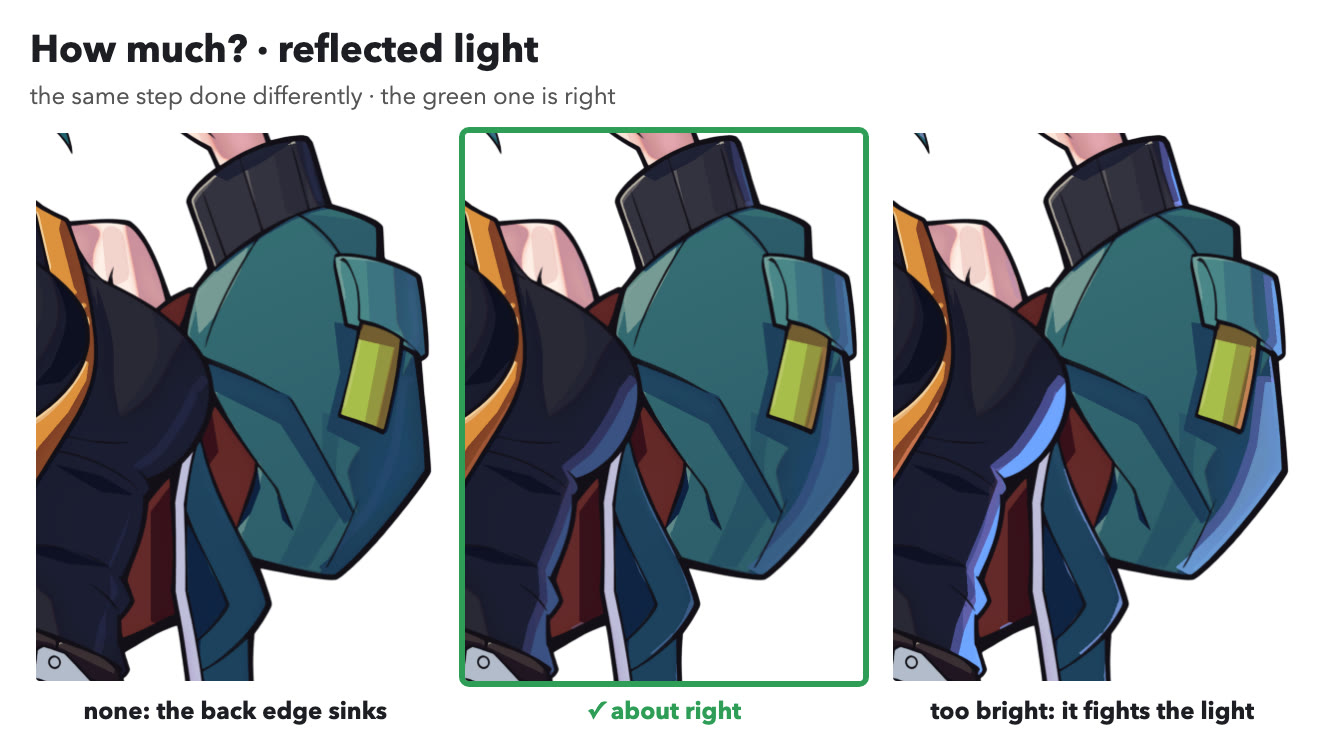 How much? · reflected light
the same step done differently · the green one is right
none: the back edge sinks
✓ about right
too bright: it fights the light